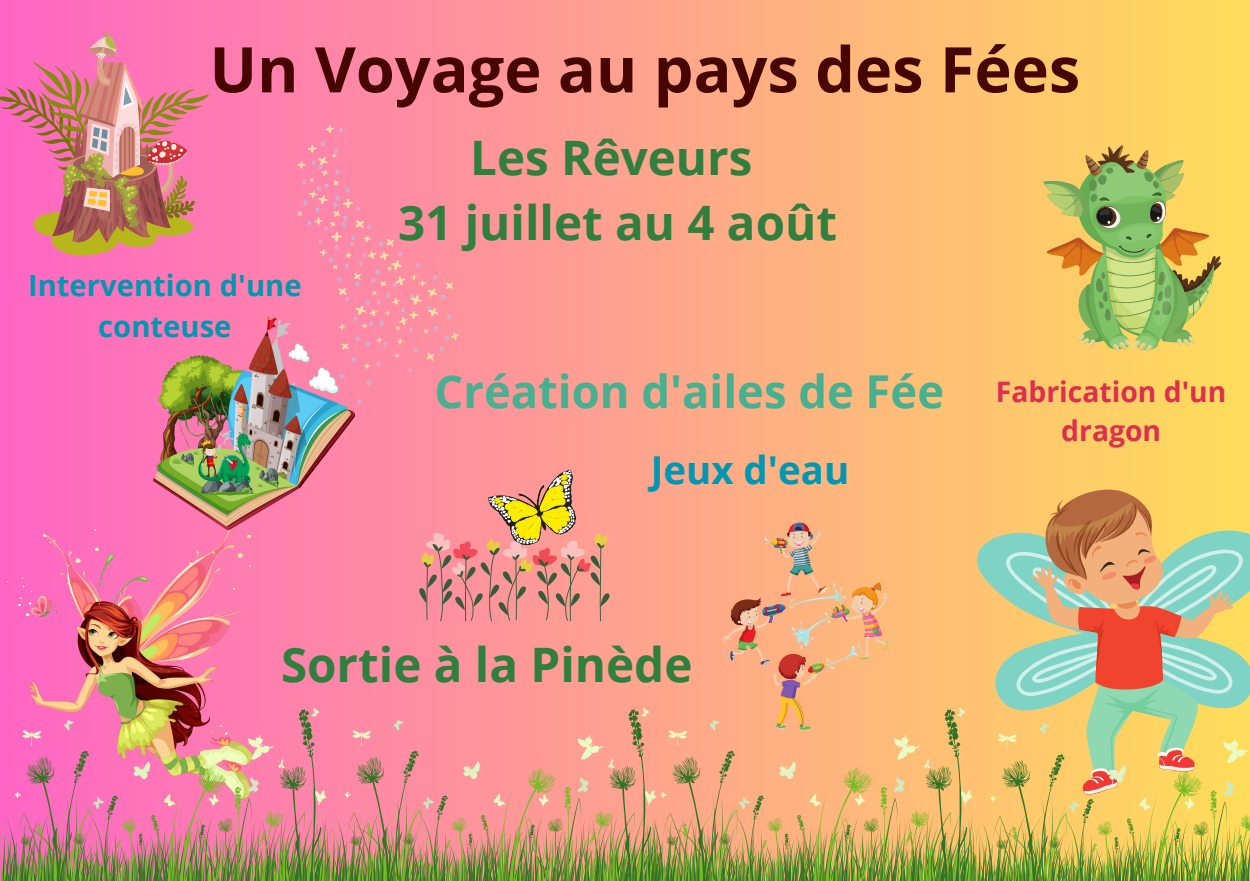 Un Voyage au pays des Fées
Les Rêveurs
31 juillet au 4 août
Intervention d'une
conteuse
Création d'ailes de Fée
Fabrication d'un
dragon
Jeux d'eau
Sortie à la Pinède